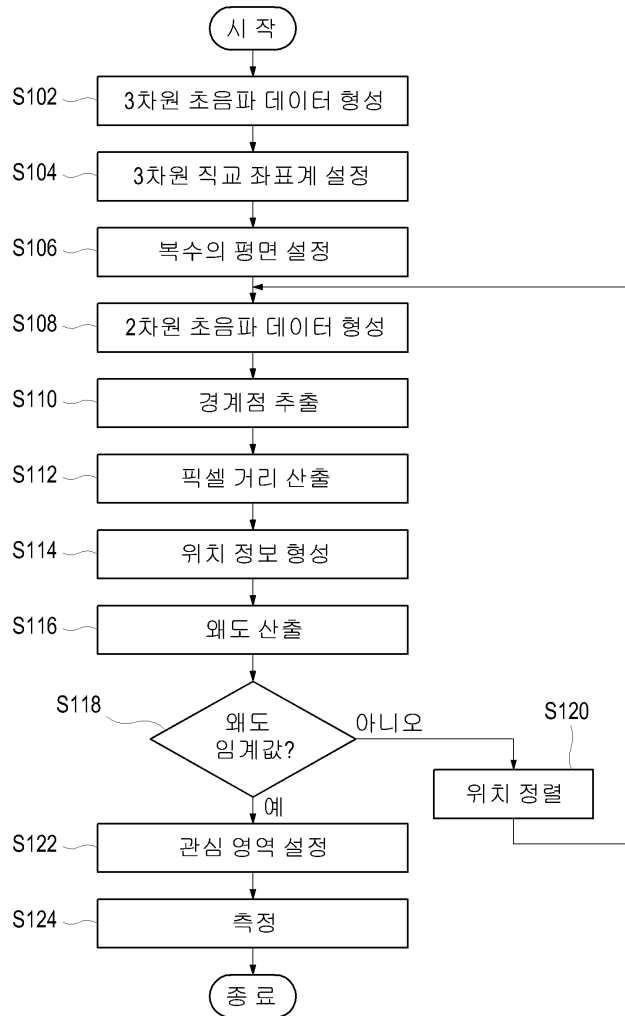 시 작
S102
3차원 초음파 데이터 형성
S104
3차원 직교 좌표계 설정
S106
복수의 평면 설정
S108
2차원 초음파 데이터 형성
S110
경계점 추출
S112
픽셀 거리 산출
S114
위치 정보 형성
S116
왜도 산출
S118
왜도
임계값?
아니오
S120
위치 정렬
예
S122
관심 영역 설정
S124
측정
종 료